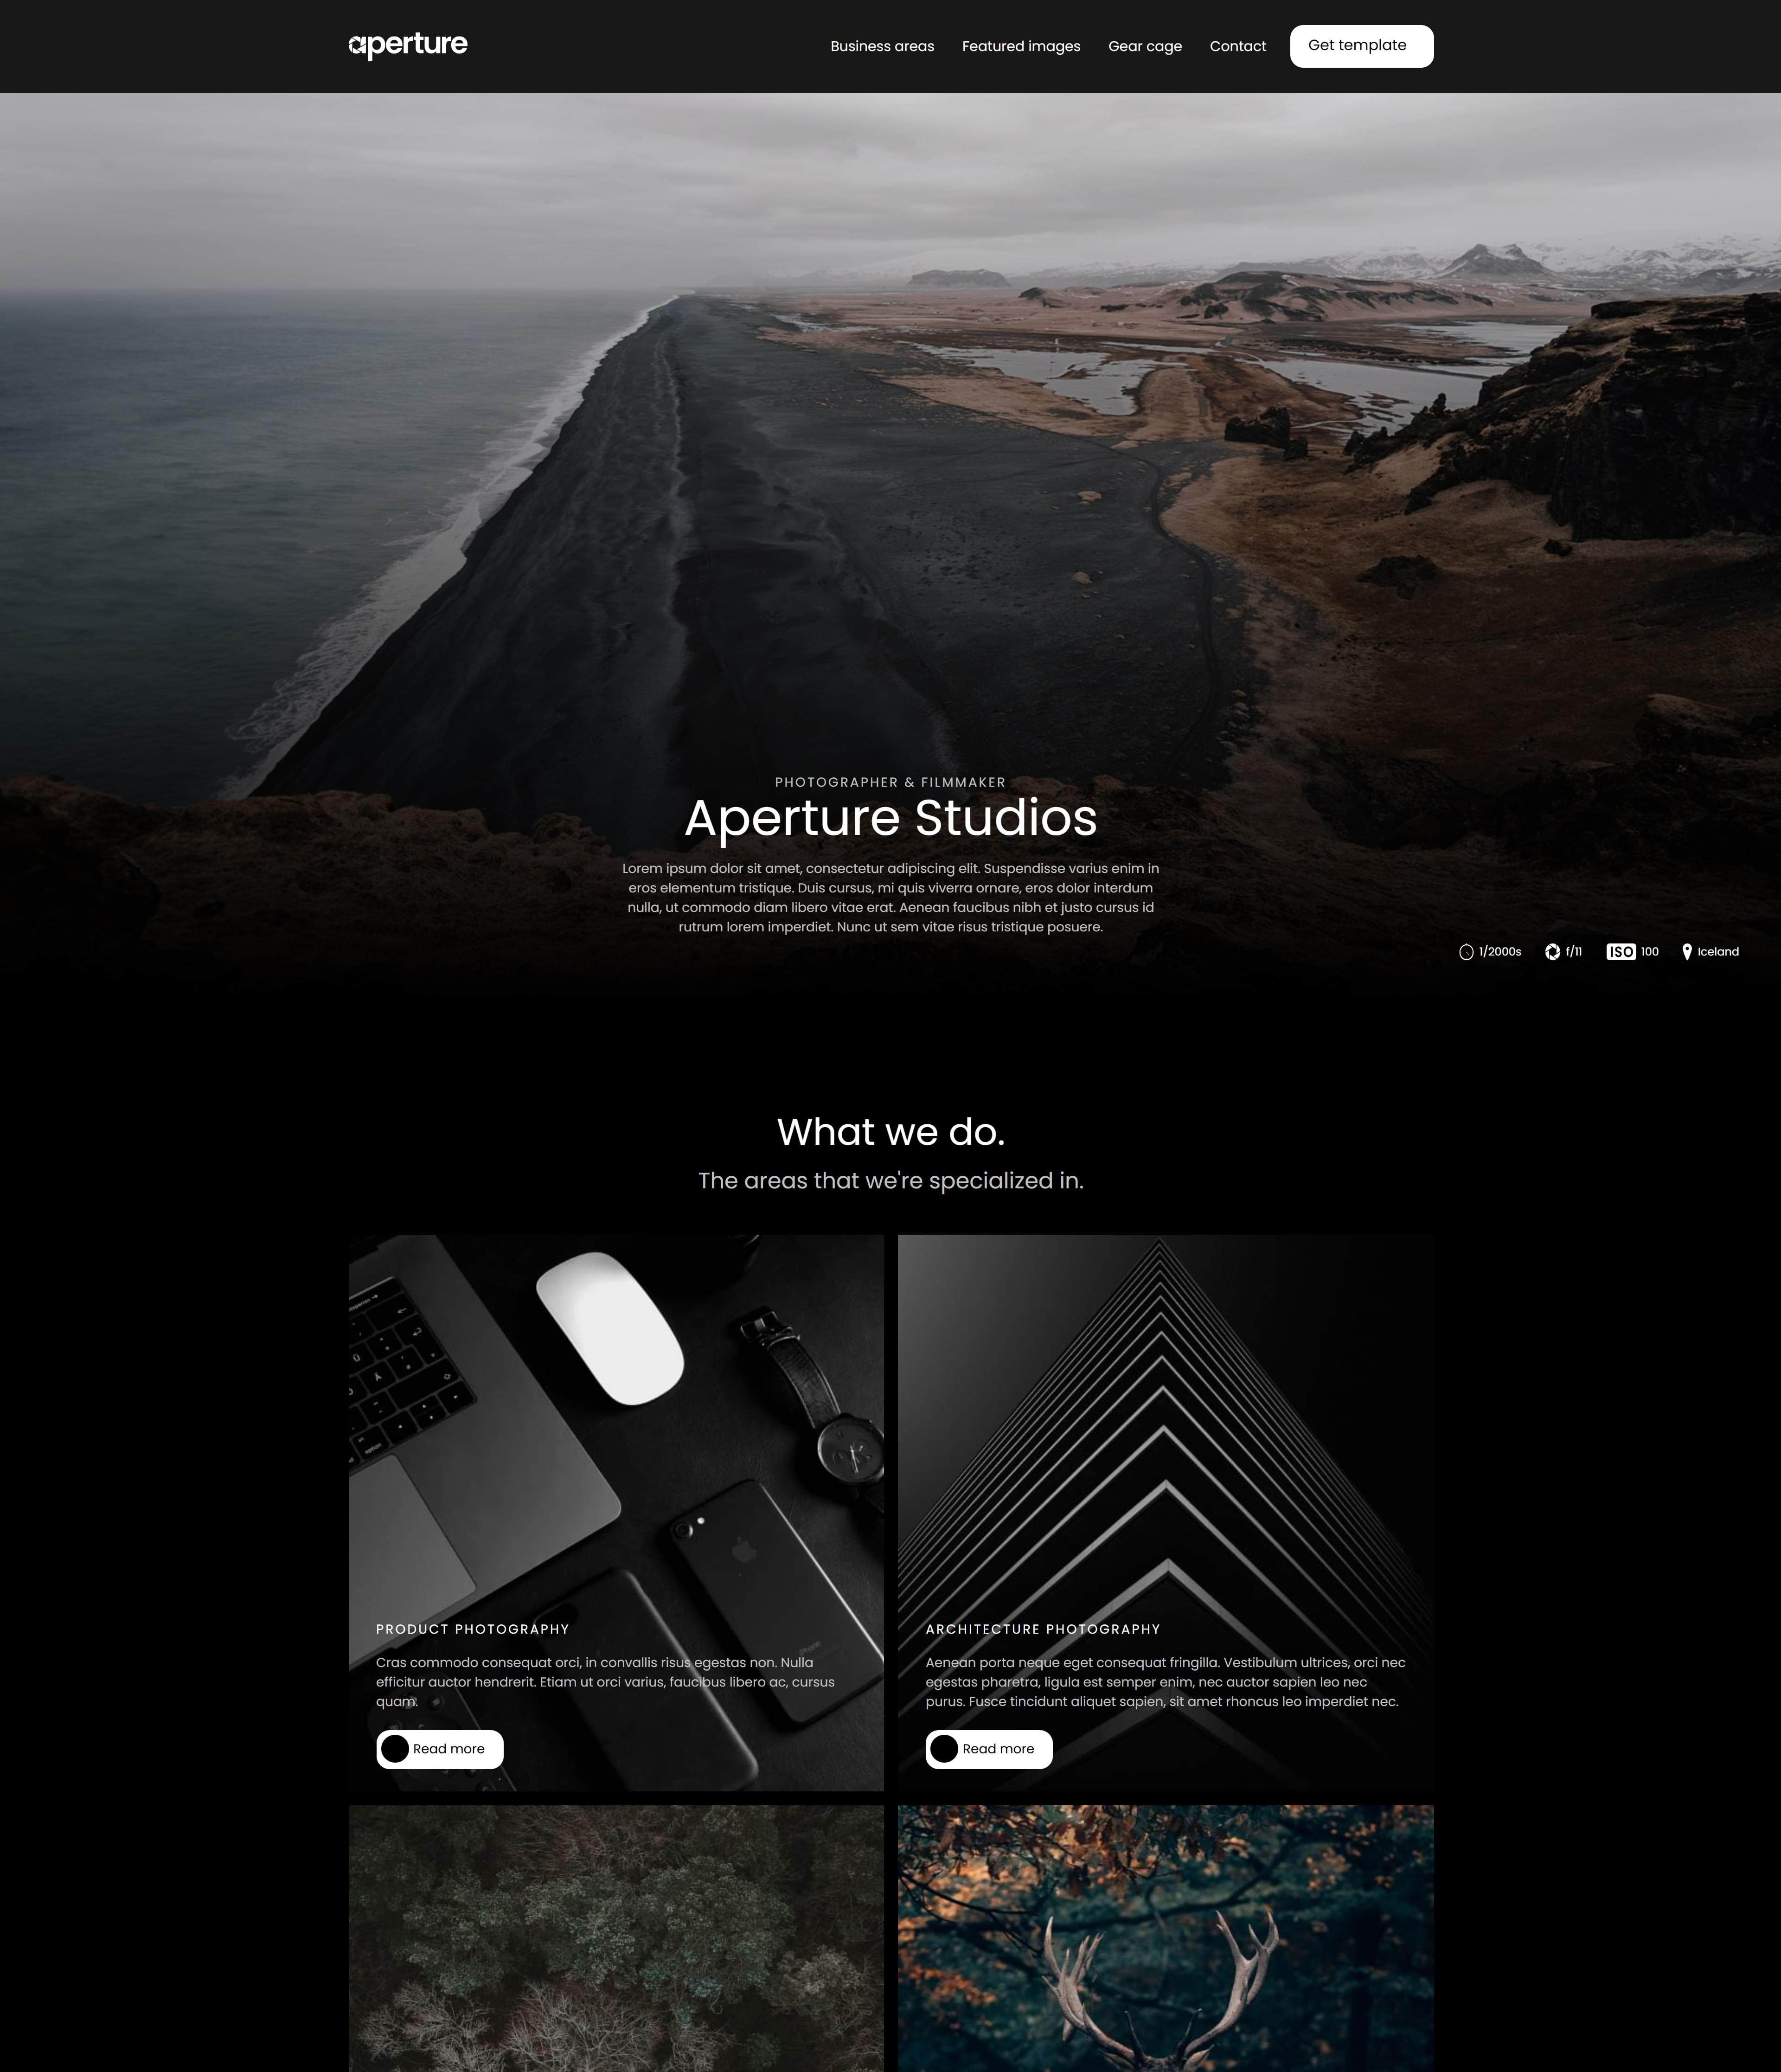 aperture
Business areas
Featured images
Gear cage
Contact
Get template
PHOTOGRAPHER & FILMMAKER
Aperture Studios
Lorem ipsum dolor sit amet, consectetur adipiscing elit. Suspendisse varius enim in
eros elementum tristique. Duis cursus, mi quis viverra ornare, eros dolor interdum
nulla, ut commodo diam libero vitae erat. Aenean faucibus nibh et justo cursus id
rutrum lorem imperdiet. Nunc ut sem vitae risus tristique posuere.
1/2000s
f/11
ISO 100
Iceland
What we do.
The areas that we're specialized in.
PRODUCT PHOTOGRAPHY
Cras commodo consequat orci, in convallis risus egestas non. Nulla
efficitur auctor hendrerit. Etiam ut orci varius, faucibus libero ac, cursus
quam.
Read more
iPhone
option
ARCHITECTURE PHOTOGRAPHY
Aenean porta neque eget consequat fringilla. Vestibulum ultrices, orci nec
egestas pharetra, ligula est semper enim, nec auctor sapien leo nec
purus. Fusce tincidunt aliquet sapien, sit amet rhoncus leo imperdiet nec.
Read more